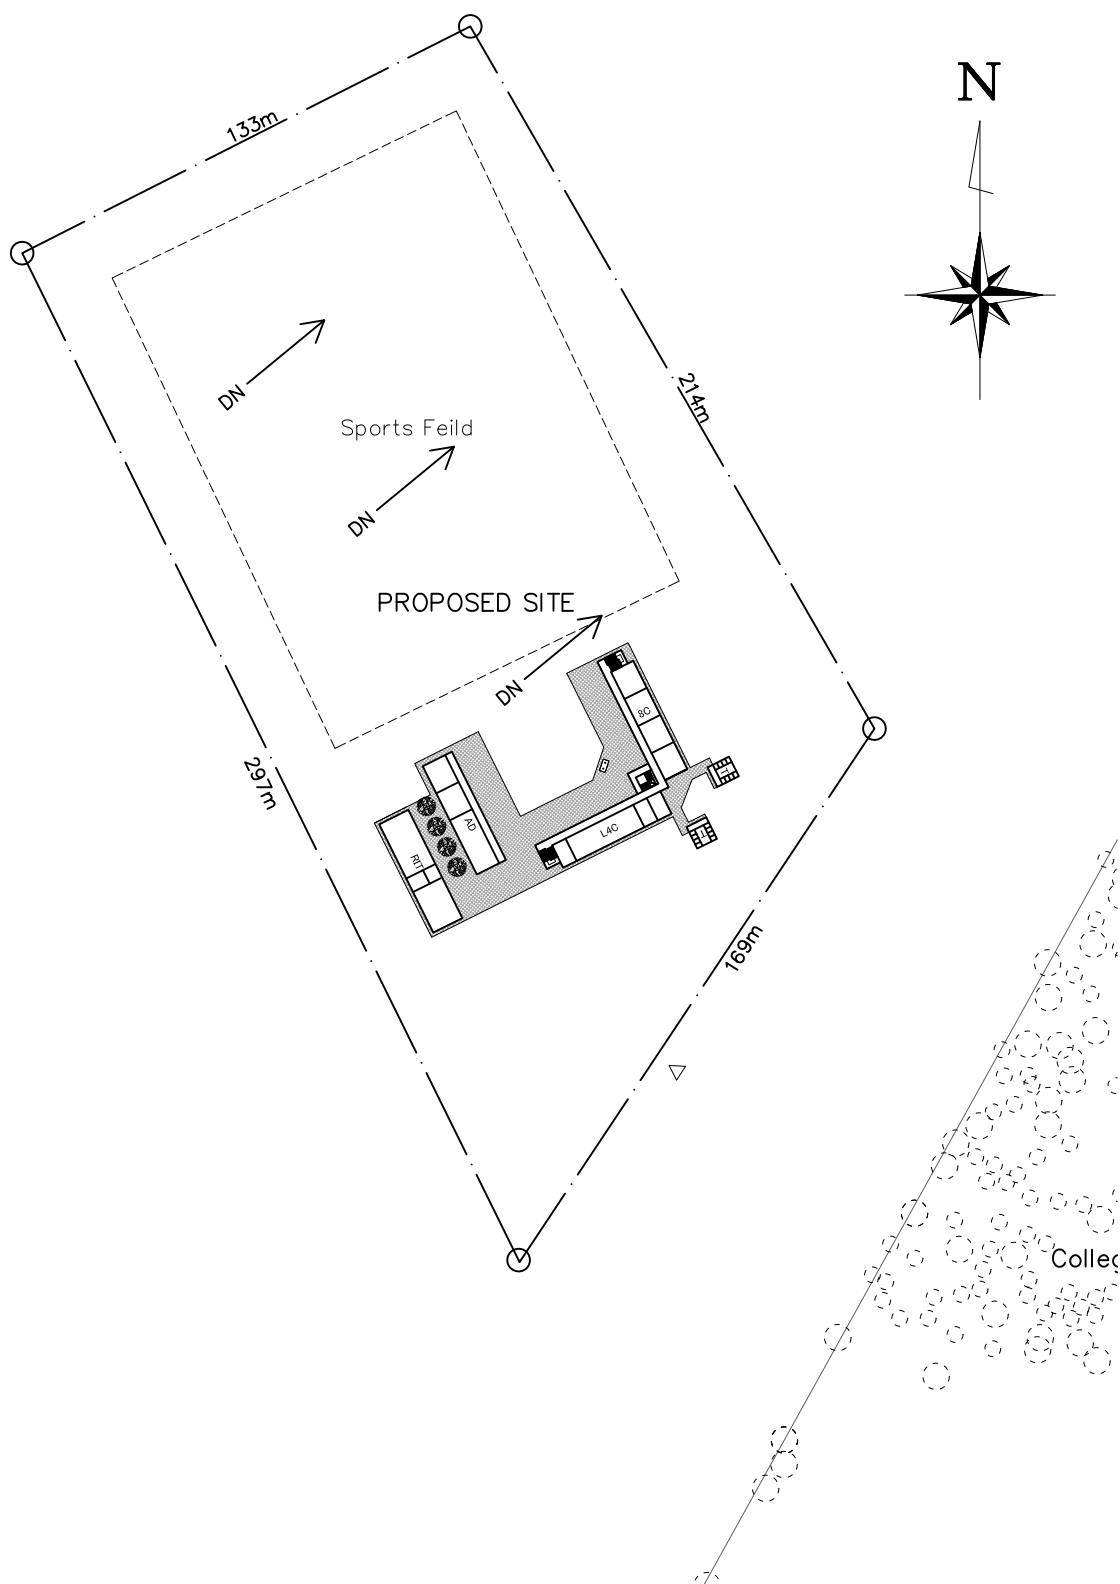 N
133m
214m
DN
Sports Feild
DN
PROPOSED SITE
DN
8C
297m
AD
L4C
RIT
T
T
169m
Colleg